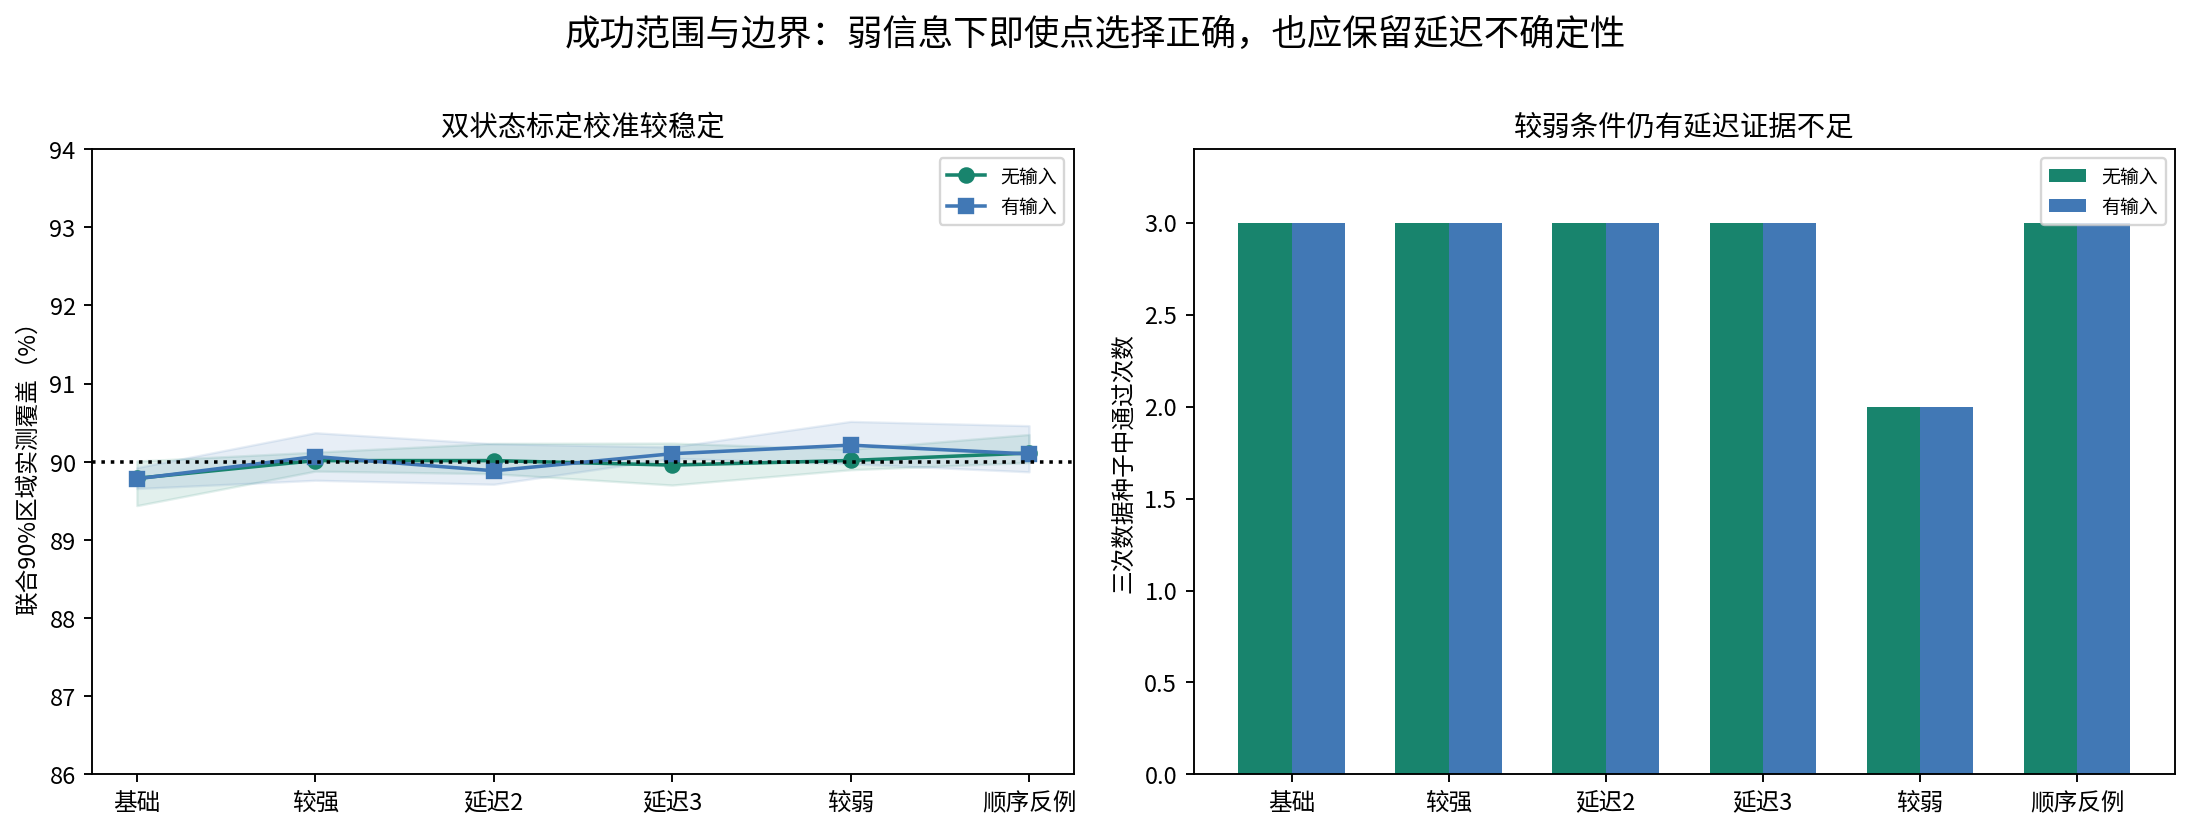 成功范围与边界：弱信息下即使点选择正确，也应保留延迟不确定性
双状态标定校准较稳定
联合90%区域实测覆盖（%）
94
93
92
91
90
89
88
87
86
无输入
有输入
基础
较强
延迟2
延迟3
较弱
顺序反例
较弱条件仍有延迟证据不足
三次数据种子中通过次数
3.0
2.5
2.0
1.5
1.0
0.5
0.0
无输入
有输入
基础
较强
延迟2
延迟3
较弱
顺序反例